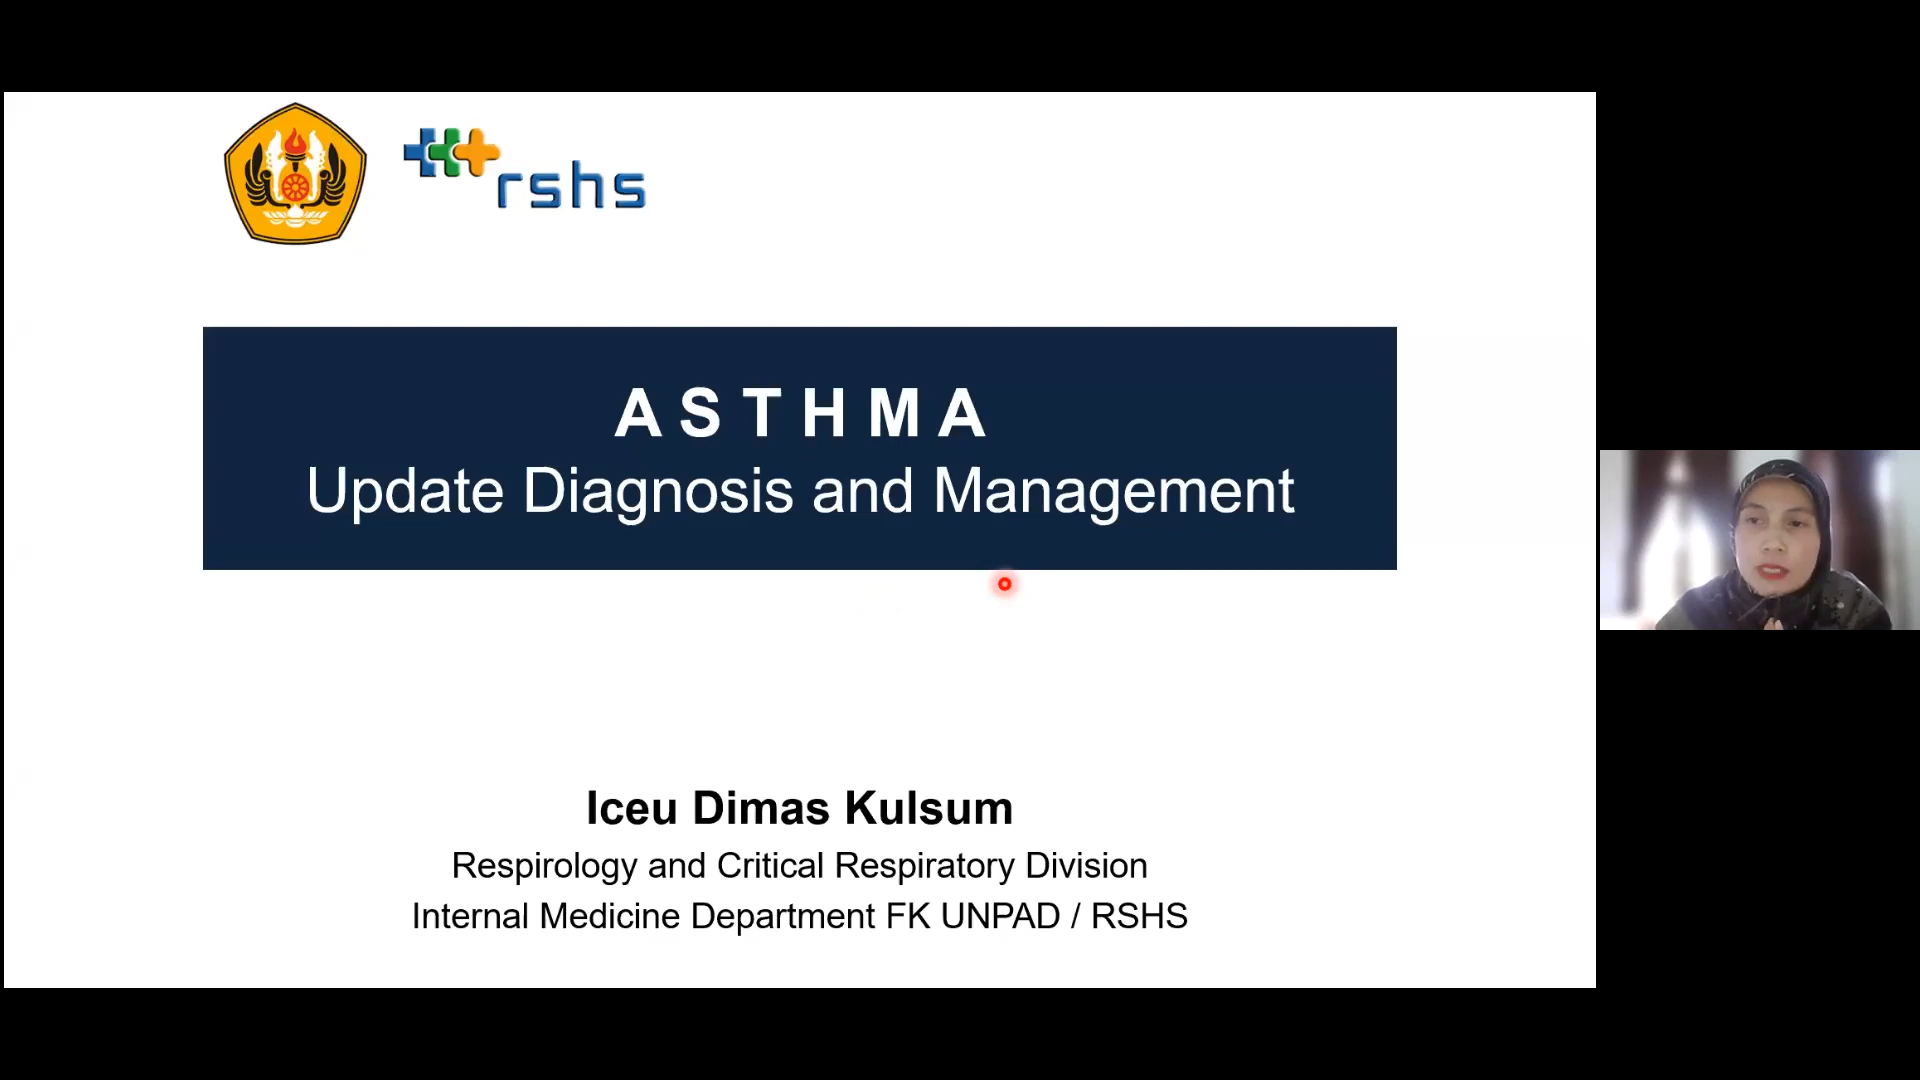 rshs
ASTHMA
Update Diagnosis and Management
Iceu Dimas Kulsum
Respirology and Critical Respiratory Division
Internal Medicine Department FK UNPAD / RSHS